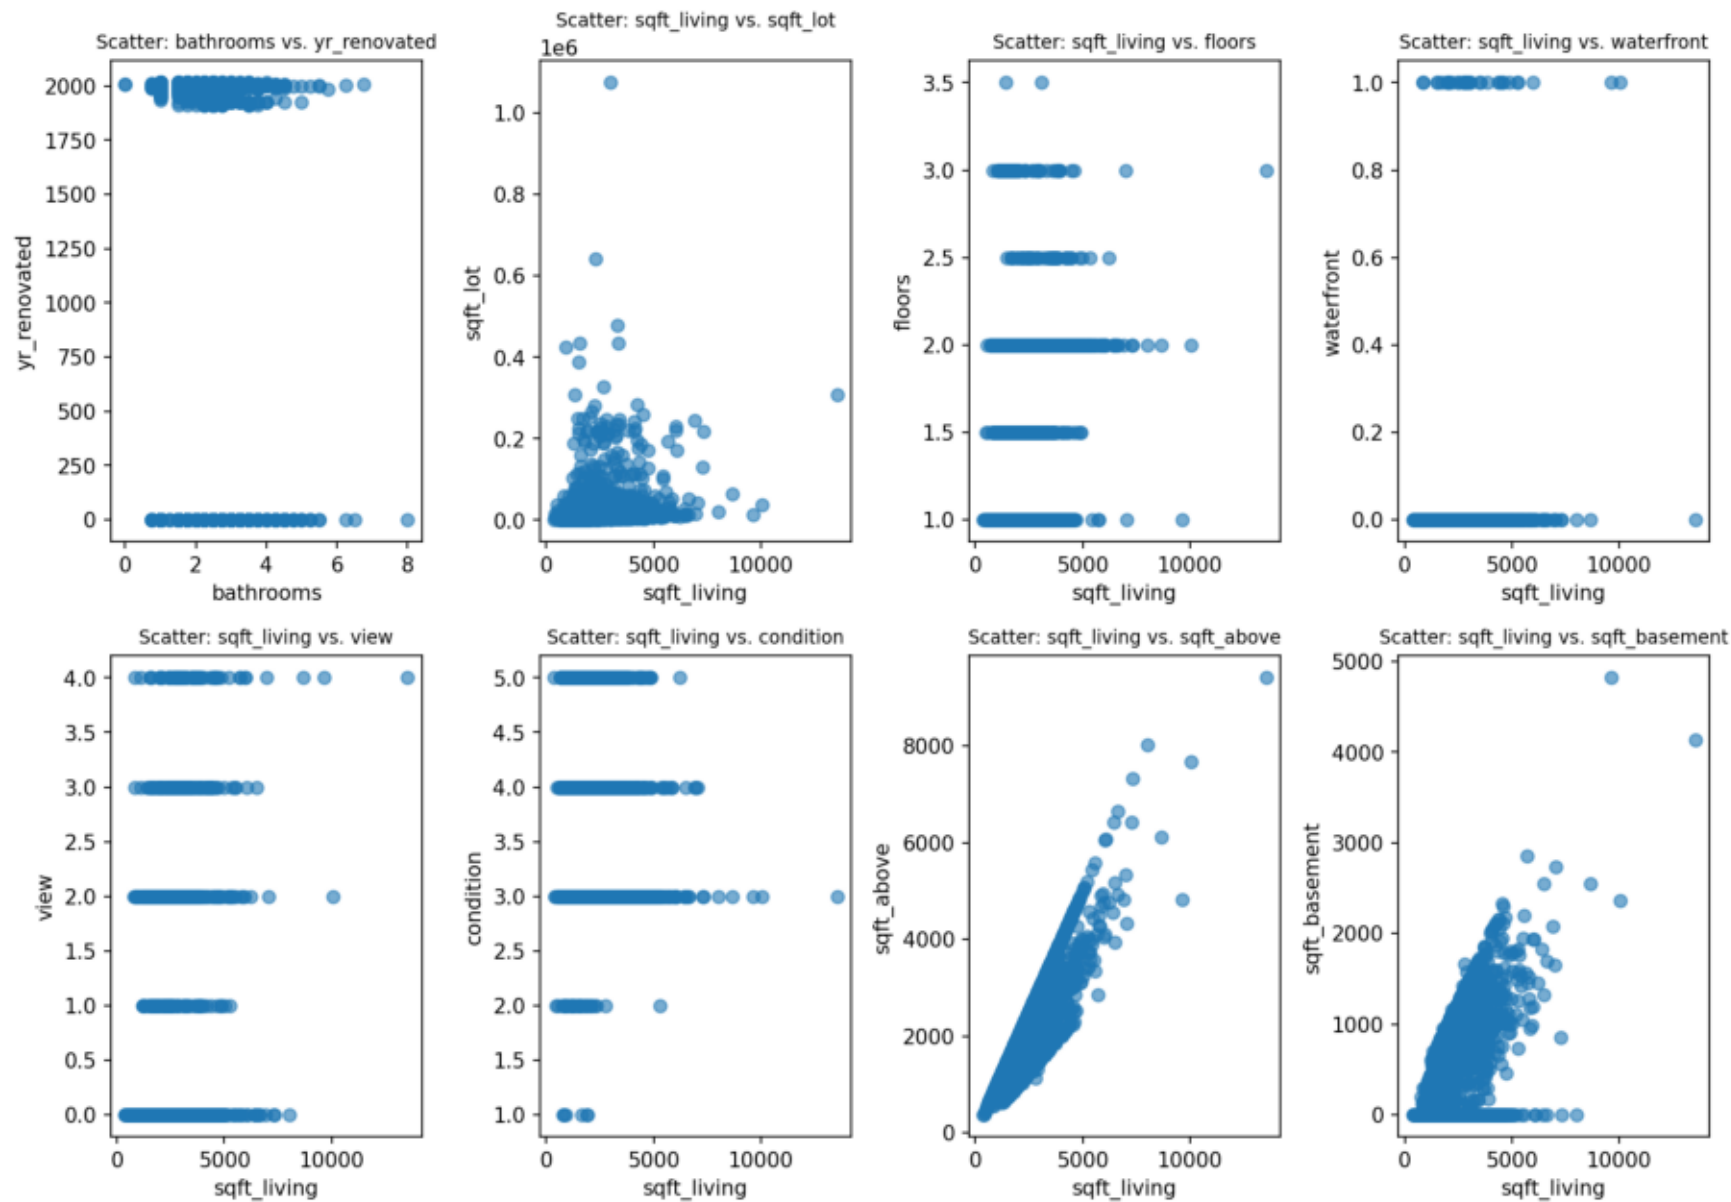 Scatter: bathrooms vs. yr_renovated
2000
1750
1500
1250
1000
750
500
250
0
yr_renovated
0 2 4 6 8
bathrooms
Scatter: sqft_living vs. sqft_lot
1e6
1.0
0.8
0.6
0.4
0.2
0.0
sqft_lot
0 5000 10000
sqft_living
Scatter: sqft_living vs. floors
3.5
3.0
2.5
2.0
1.5
1.0
floors
0 5000 10000
sqft_living
Scatter: sqft_living vs. waterfront
1.0
0.8
0.6
0.4
0.2
0.0
waterfront
0 5000 10000
sqft_living
Scatter: sqft_living vs. view
4.0
3.5
3.0
2.5
2.0
1.5
1.0
0.5
0.0
view
0 5000 10000
sqft_living
Scatter: sqft_living vs. condition
5.0
4.5
4.0
3.5
3.0
2.5
2.0
1.5
1.0
condition
0 5000 10000
sqft_living
Scatter: sqft_living vs. sqft_above
8000
6000
4000
2000
0
sqft_above
0 5000 10000
sqft_living
Scatter: sqft_living vs. sqft_basement
5000
4000
3000
2000
1000
0
sqft_basement
0 5000 10000
sqft_living